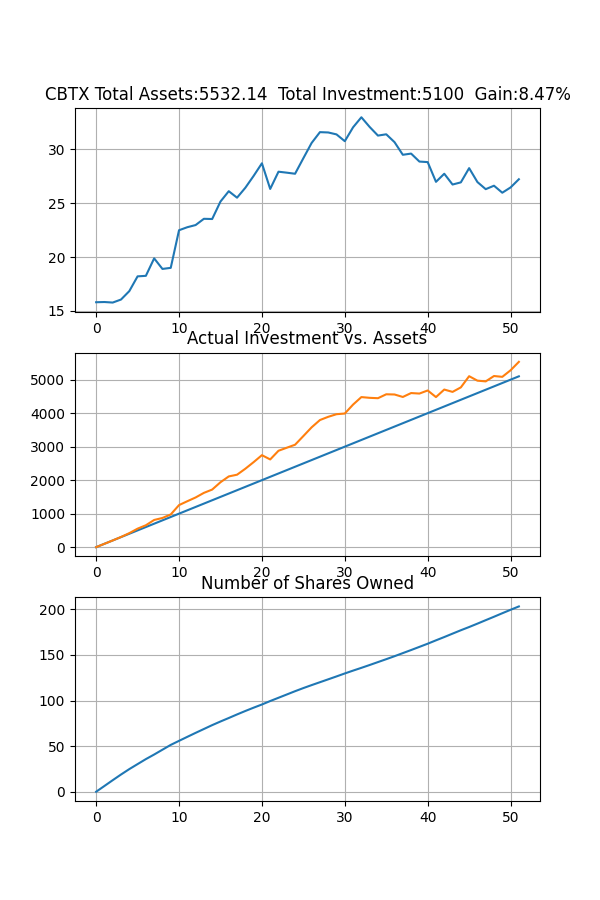 CBTX Total Assets:5532.14  Total Investment:5100  Gain:8.47%
30
25
20
15
0 10 20 30 40 50
Actual Investment vs. Assets
5000
4000
3000
2000
1000
0
0 10 20 30 40 50
Number of Shares Owned
200
150
100
50
0
0 10 20 30 40 50